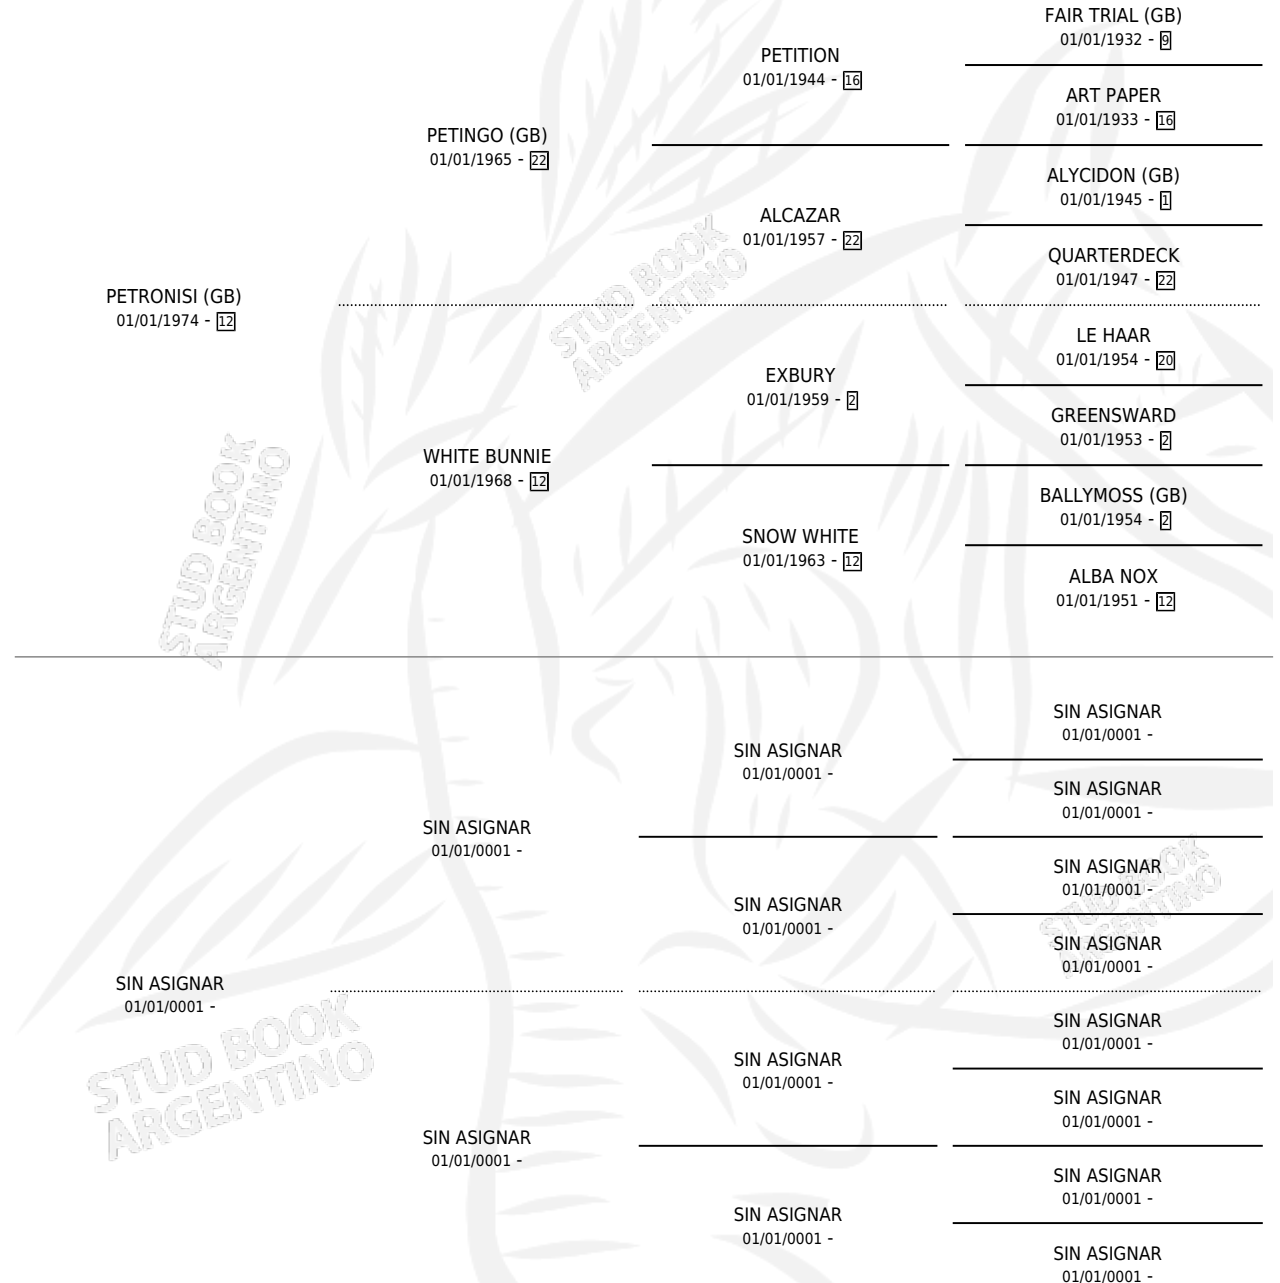 FAIR TRIAL (GB)
01/01/1932 - 9
PETITION
01/01/1944 - 16
ART PAPER
01/01/1933 - 16
PETINGO (GB)
01/01/1965 - 22
ALYCIDON (GB)
01/01/1945 - 1
ALCAZAR
01/01/1957 - 22
QUARTERDECK
01/01/1947 - 22
PETRONISI (GB)
01/01/1974 - 12
LE HAAR
01/01/1954 - 20
EXBURY
01/01/1959 - 2
GREENSWARD
01/01/1953 - 2
WHITE BUNNIE
01/01/1968 - 12
BALLYMOSS (GB)
01/01/1954 - 2
SNOW WHITE
01/01/1963 - 12
ALBA NOX
01/01/1951 - 12
STUD BOOK
ARGENTINO
STUD BOOK
ARGENTINO
SIN ASIGNAR
01/01/0001 -
SIN ASIGNAR
01/01/0001 -
SIN ASIGNAR
01/01/0001 -
SIN ASIGNAR
01/01/0001 -
SIN ASIGNAR
01/01/0001 -
SIN ASIGNAR
01/01/0001 -
SIN ASIGNAR
01/01/0001 -
SIN ASIGNAR
01/01/0001 -
SIN ASIGNAR
01/01/0001 -
SIN ASIGNAR
01/01/0001 -
SIN ASIGNAR
01/01/0001 -
SIN ASIGNAR
01/01/0001 -
SIN ASIGNAR
01/01/0001 -
SIN ASIGNAR
01/01/0001 -
SIN ASIGNAR
01/01/0001 -
STUD BOOK
ARGENTINO
STUD BOOK
ARGENTINO